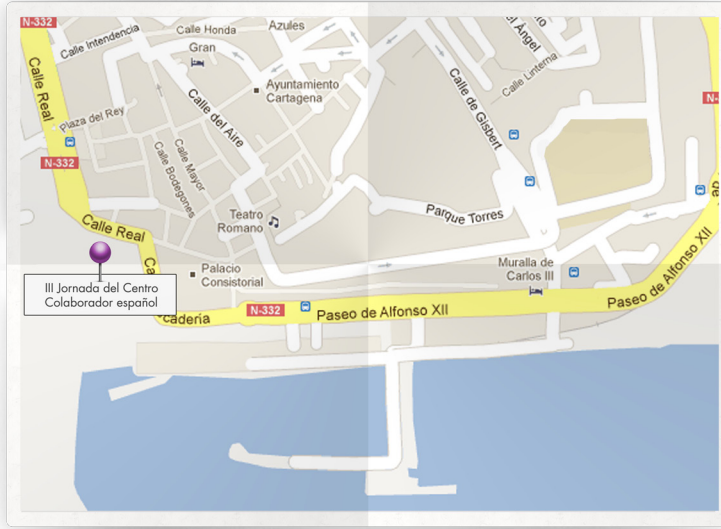 N-332
Calle Intendencia
Calle Honda
Azules
Gran
Calle Real
Calle del Aire
Ayuntamiento
Cartagena
Calle de Gisbert
el Ángel
Calle Linterna
Plaza del Rey
N-332
Calle Mayor
Calle Bodegones
Teatro
Romano
Parque Torres
Calle Real
Palacio
Consistorial
Muralla de
Carlos III
III Jornada del Centro
Colaborador español
N-332
Paseo de Alfonso XII
Paseo de Alfonso XII